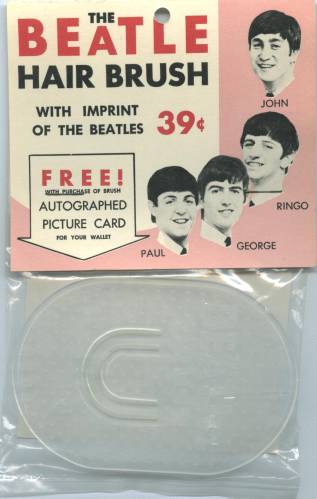 THE
BEATLE
HAIR BRUSH
WITH IMPRINT
OF THE BEATLES 39¢
FREE!
WITH PURCHASE OF BRUSH
AUTOGRAPHED
PICTURE CARD
FOR YOUR WALLET
JOHN
RINGO
GEORGE
PAUL